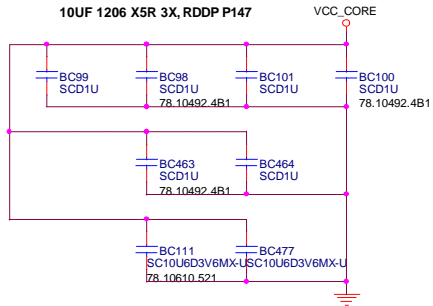 10UF 1206 X5R 3X, RDDP P147
VCC_CORE
BC99
SCD1U
BC98
SCD1U
78.10492.4B1
BC101
SCD1U
BC100
SCD1U
78.10492.4B1
BC463
SCD1U
78.10492.4B1
BC464
SCD1U
BC111
SC10U6D3V6MX-U
78.10610.521
BC477
SC10U6D3V6MX-U